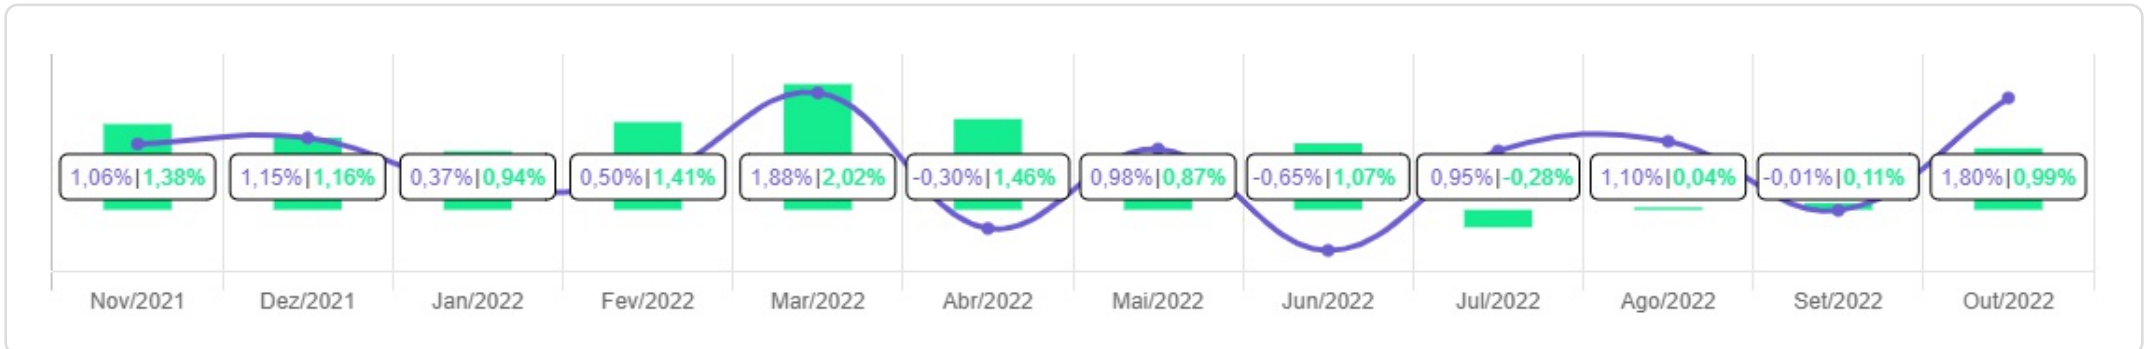 1,06%|1,38% 1,15%|1,16% 0,37%|0,94% 0,50%|1,41% 1,88%|2,02% -0,30%|1,46% 0,98%|0,87% -0,65%|1,07% 0,95%|-0,28% 1,10%|0,04% -0,01%|0,11% 1,80%|0,99%
Nov/2021 Dez/2021 Jan/2022 Fev/2022 Mar/2022 Abr/2022 Mai/2022 Jun/2022 Jul/2022 Ago/2022 Set/2022 Out/2022